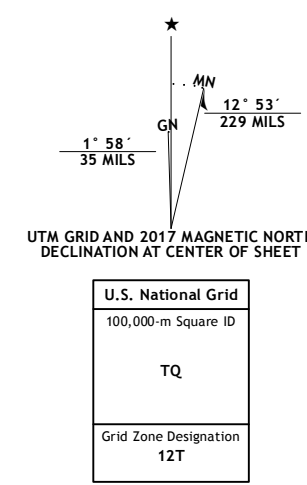 ★
MN
GN
12° 53´
229 MILS
1° 58´
35 MILS
UTM GRID AND 2017 MAGNETIC NORTH
DECLINATION AT CENTER OF SHEET
U.S. National Grid
100,000-m Square ID
TQ
Grid Zone Designation
12T